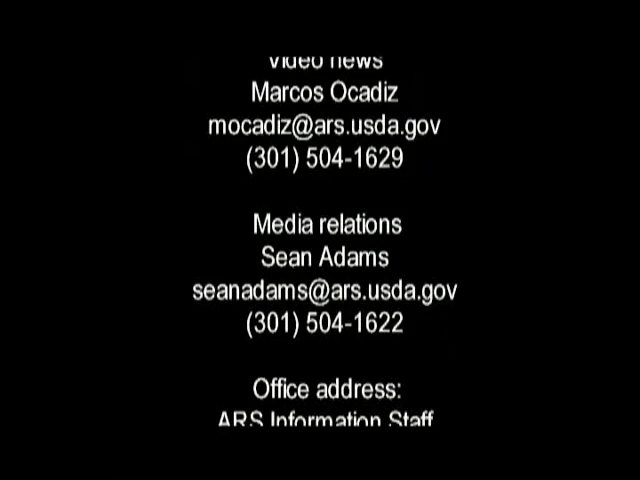 Video news
Marcos Ocadiz
mocadiz@ars.usda.gov
(301) 504-1629
Media relations
Sean Adams
seanadams@ars.usda.gov
(301) 504-1622
Office address:
ARS Information Staff